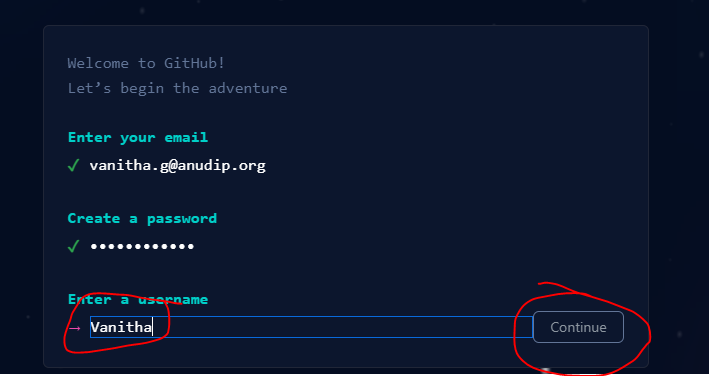 Welcome to GitHub!
Let’s begin the adventure
Enter your email
✓ vanitha.g@anudip.org
Create a password
✓ ••••••••••••
Enter a username
→ Vanitha
Continue